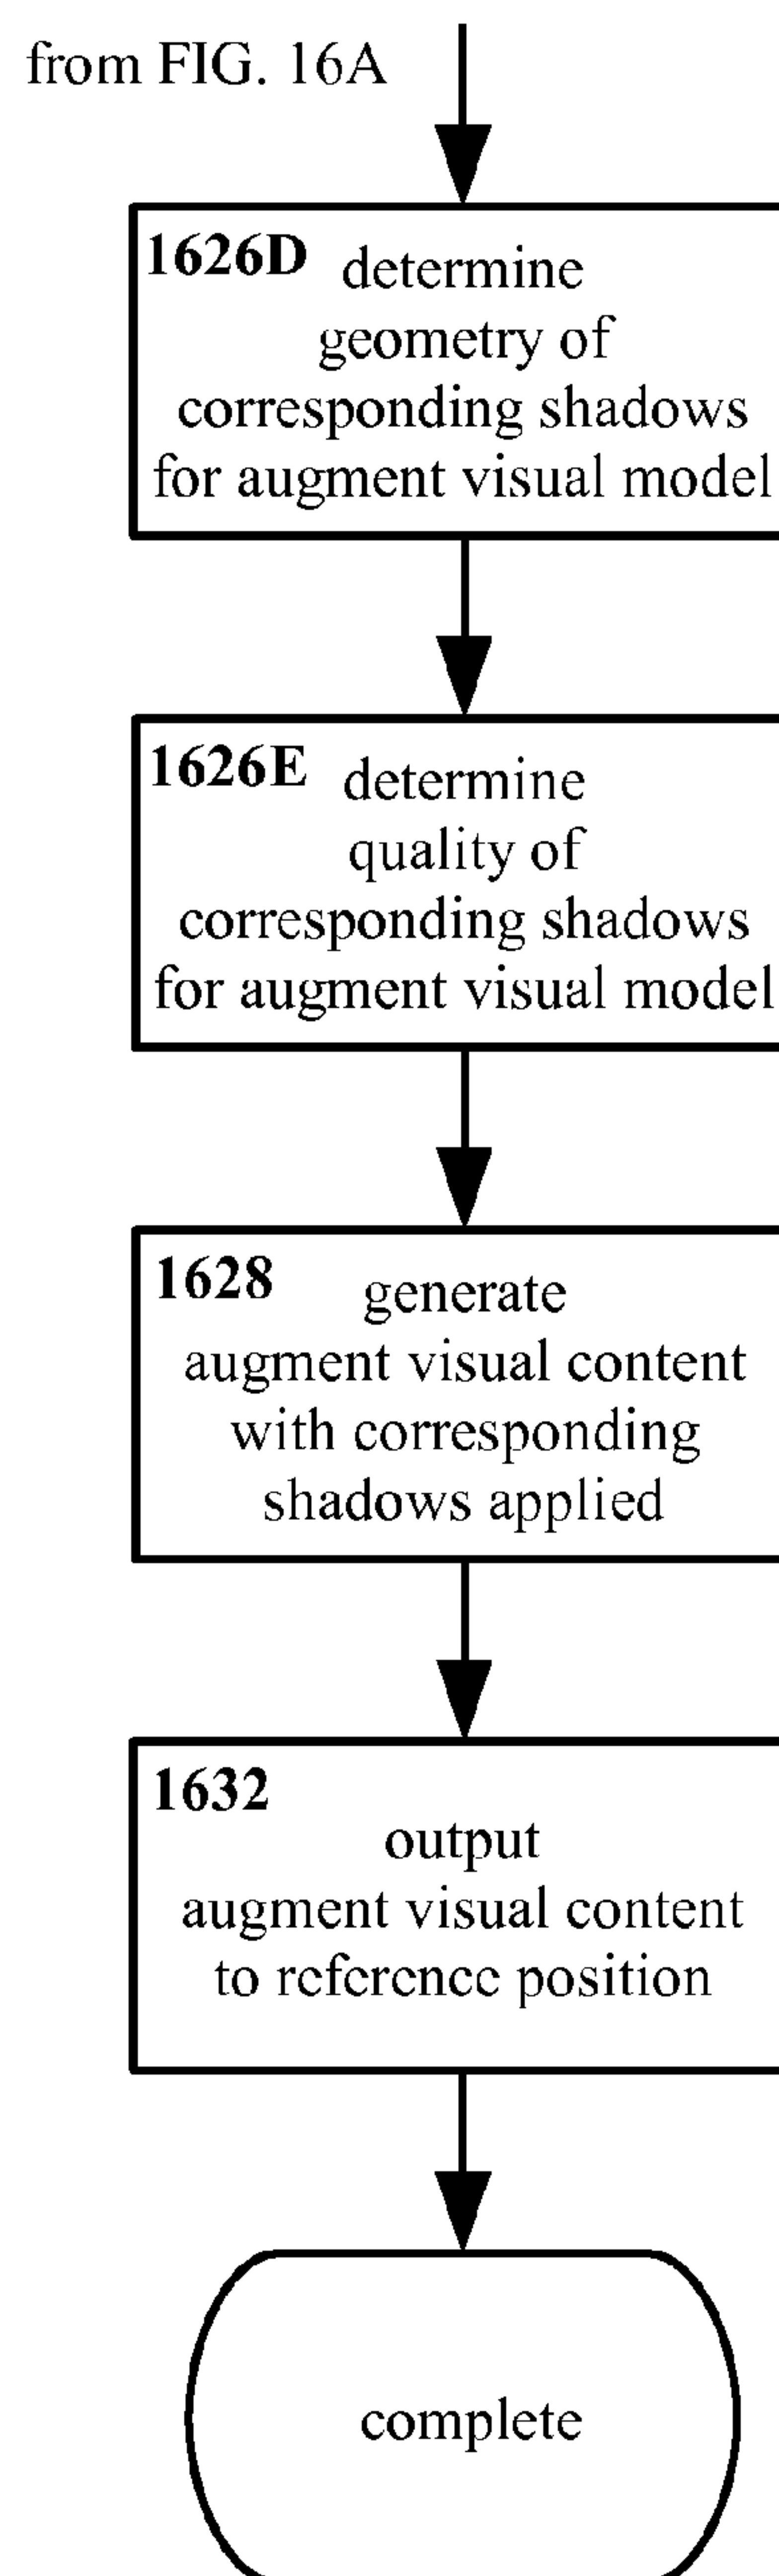 from FIG. 16A
1626D determine
geometry of
corresponding shadows
for augment visual model
1626E determine
quality of
corresponding shadows
for augment visual model
1628 generate
augment visual content
with corresponding
shadows applied
1632
output
augment visual content
to reference position
complete